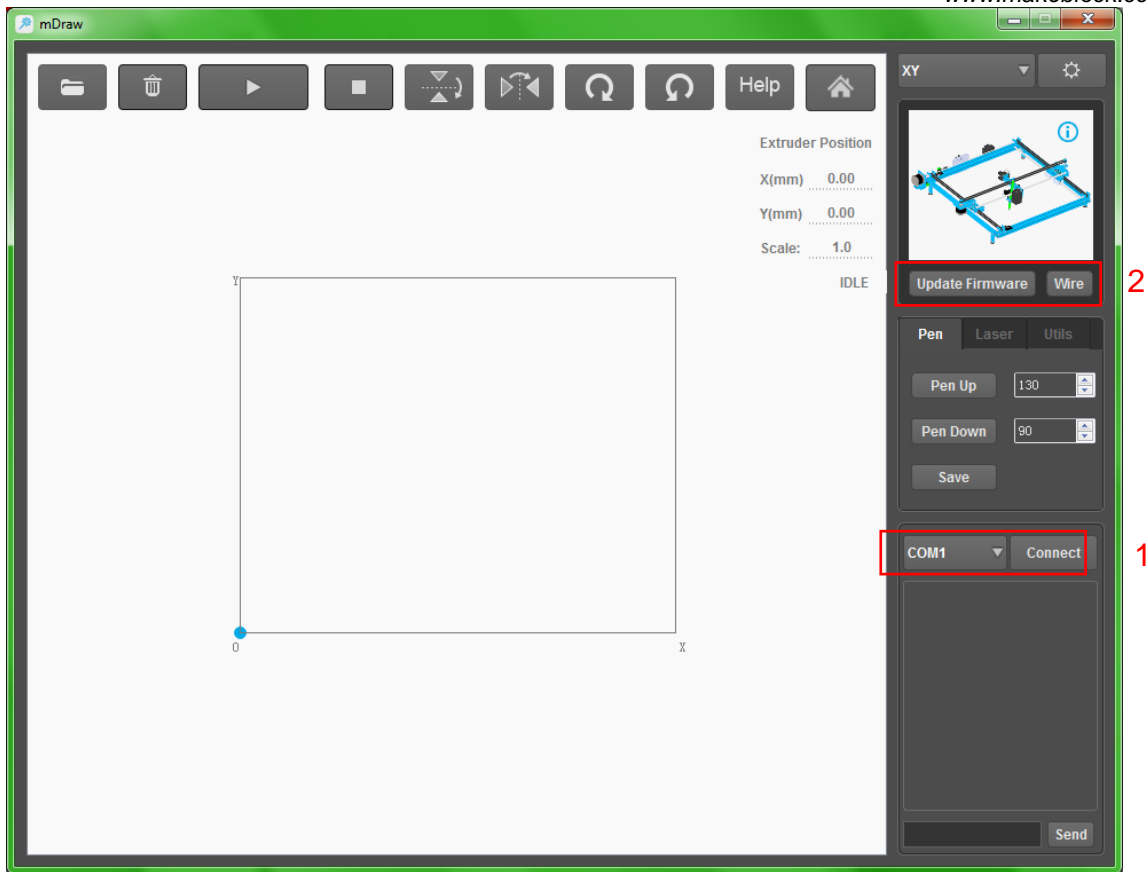 mDraw
Help
XY
Extruder Position
X(mm) 0.00
Y(mm) 0.00
Scale: 1.0
IDLE
Update Firmware Wire
2
Pen Laser Utils
Pen Up 130
Pen Down 90
Save
COM1 Connect
1
Y
O X
Send